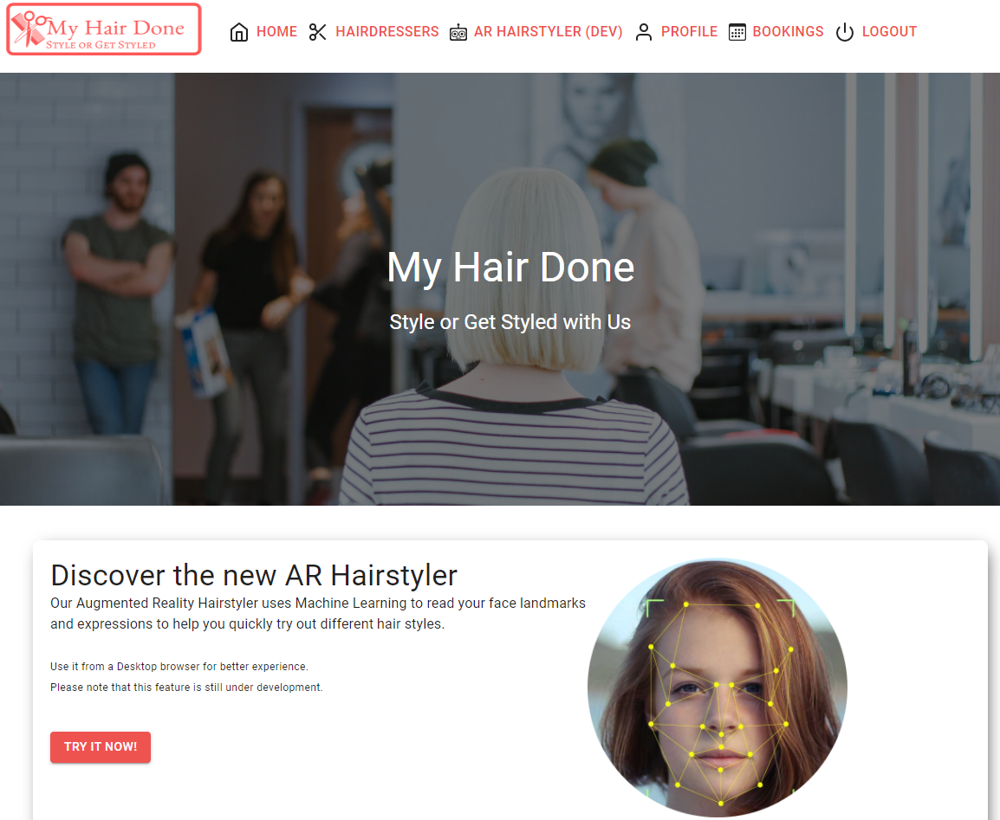 My Hair Done
STYLE OR GET STYLED
HOME HAIRDRESSERS AR HAIRSTYLER (DEV) PROFILE BOOKINGS LOGOUT
My Hair Done
Style or Get Styled with Us
Discover the new AR Hairstyler
Our Augmented Reality Hairstyler uses Machine Learning to read your face landmarks
and expressions to help you quickly try out different hair styles.
Use it from a Desktop browser for better experience.
Please note that this feature is still under development.
TRY IT NOW!